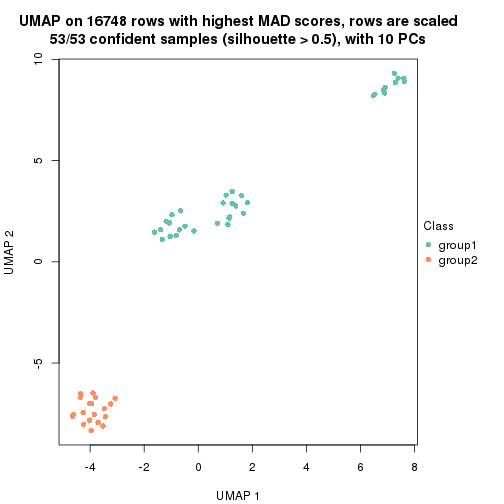 UMAP on 16748 rows with highest MAD scores, rows are scaled
53/53 confident samples (silhouette > 0.5), with 10 PCs
10
5
0
-5
UMAP 2
-4
-2
0
2
4
6
8
UMAP 1
Class
group1
group2